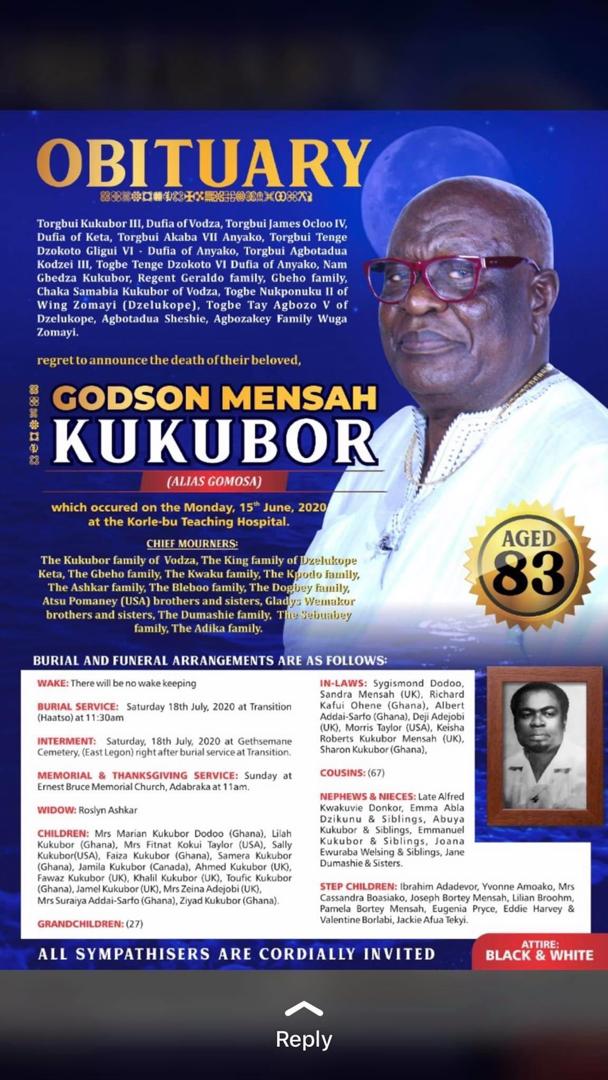 OBITUARY
Torgbui Kukubor III, Dufia of Vodza, Torgbui James Ocloo IV,
Dufia of Keta, Torgbui Akaba VII Anyako, Torgbui Tenge
Dzokoto Gligui VI - Dufia of Anyako, Torgbui Agbotadua
Kodzei III, Togbe Tenge Dzokoto VI Dufia of Anyako, Nam
Gbedza Kukubor, Regent Geraldo family, Gbeho family,
Chaka Samabia Kukubor of Vodza, Togbe Nukponuku II of
Wing Zomayi (Dzelukope), Togbe Tay Agbozo V of
Dzelukope, Agbotadua Sheshie, Agbozakey Family Wuga
Zomayi.
regret to announce the death of their beloved,
GODSON MENSAH
KUKUBOR
(ALIAS GOMOSA)
which occured on the Monday, 15th June, 2020
at the Korle-bu Teaching Hospital.
CHIEF MOURNERS:
The Kukubor family of Vodza, The King family of Dzelukope
Keta, The Gbeho family, The Kwaku family, The Kpodo family,
The Ashkar family, The Bleboo family, The Dogbey family,
Atsu Pomaney (USA) brothers and sisters, Gladys Wemakor
brothers and sisters, The Dumashie family, The Sebuabey
family, The Adika family.
AGED
83
BURIAL AND FUNERAL ARRANGEMENTS ARE AS FOLLOWS:
WAKE: There will be no wake keeping
BURIAL SERVICE: Saturday 18th July, 2020 at Transition
(Haatso) at 11:30am
INTERMENT: Saturday, 18th July, 2020 at Gethsemane
Cemetery, (East Legon) right after burial service at Transition.
MEMORIAL & THANKSGIVING SERVICE: Sunday at
Ernest Bruce Memorial Church, Adabraka at 11am.
WIDOW: Roslyn Ashkar
CHILDREN: Mrs Marian Kukubor Dodoo (Ghana), Lilah
Kukubor (Ghana), Mrs Fitnat Kokui Taylor (USA), Sally
Kukubor(USA), Faiza Kukubor (Ghana), Samera Kukubor
(Ghana), Jamila Kukubor (Canada), Ahmed Kukubor (UK),
Fawaz Kukubor (UK), Khalil Kukubor (UK), Toufic Kukubor
(Ghana), Jamel Kukubor (UK), Mrs Zeina Adejobi (UK),
Mrs Suraiya Addai-Sarfo (Ghana), Ziyad Kukubor (Ghana).
GRANDCHILDREN: (27)
IN-LAWS: Sygismond Dodoo,
Sandra Mensah (UK), Richard
Kafui Ohene (Ghana), Albert
Addai-Sarfo (Ghana), Deji Adejobi
(UK), Morris Taylor (USA), Keisha
Roberts Kukubor Mensah (UK),
Sharon Kukubor (Ghana),
COUSINS: (67)
NEPHEWS & NIECES: Late Alfred
Kwakuvie Donkor, Emma Abla
Dzikunu & Siblings, Abuya
Kukubor & Siblings, Emmanuel
Kukubor & Siblings, Joana
Ewuraba Welsing & Siblings, Jane
Dumashie & Sisters.
STEP CHILDREN: Ibrahim Adadevor, Yvonne Amoako, Mrs
Cassandra Boasiako, Joseph Bortey Mensah, Lilian Broohm,
Pamela Bortey Mensah, Eugenia Pryce, Eddie Harvey &
Valentine Borlabi, Jackie Afua Tekyi.
ALL SYMPATHISERS ARE CORDIALLY INVITED
ATTIRE:
BLACK & WHITE
Reply